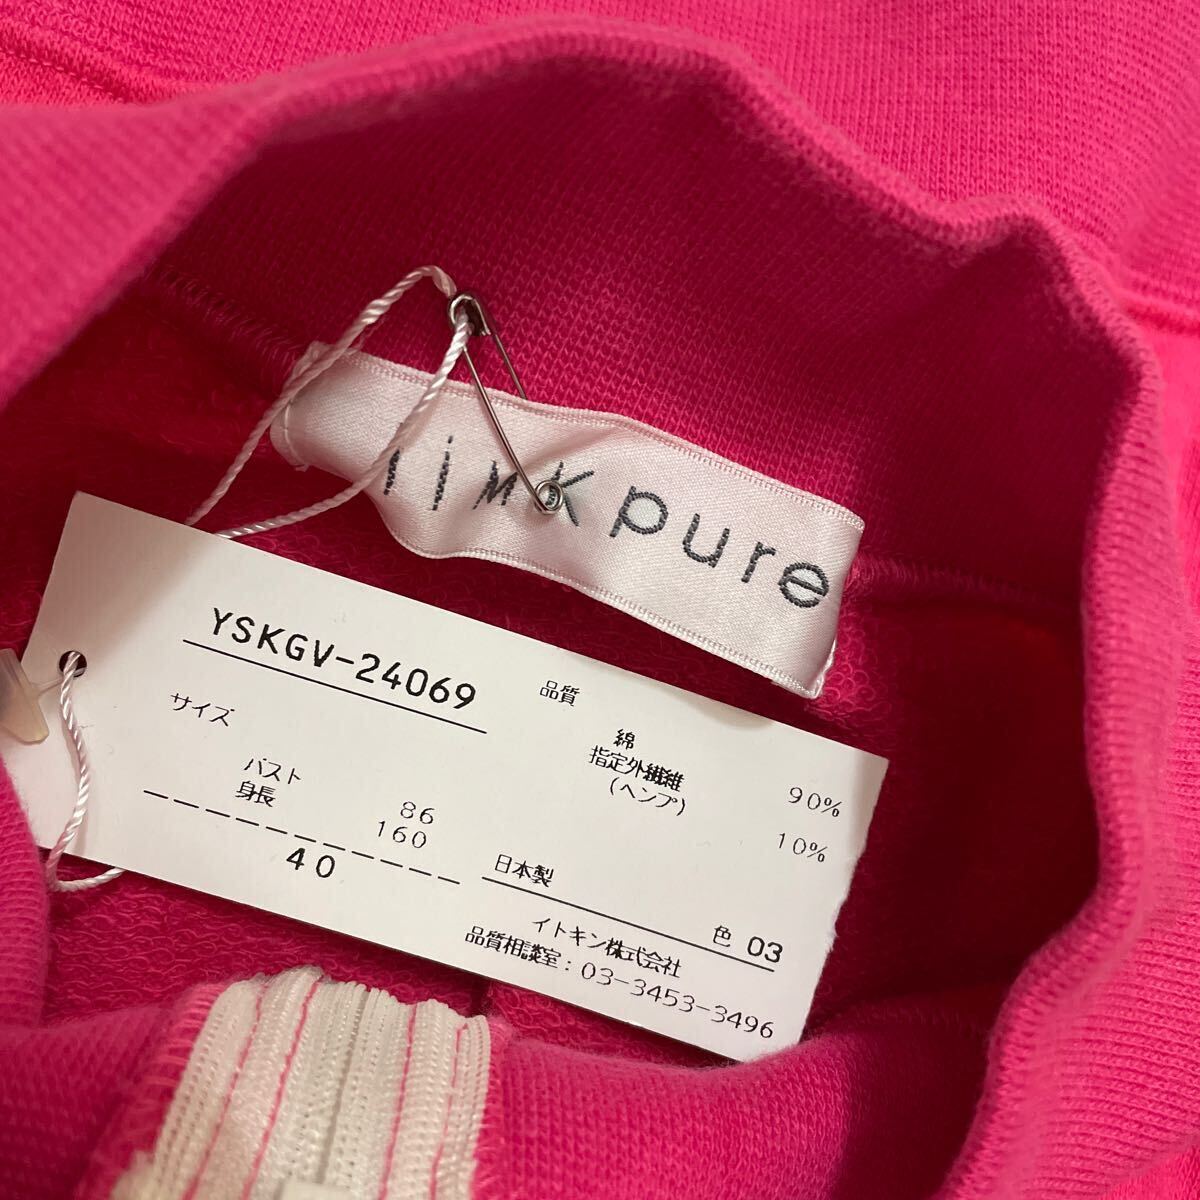 pure
YSKGV-24069
サイズ
バスト 86
身長 160
40
品質
綿 90%
指定外繊維
(ヘンプ) 10%
日本製
色 03
イトキン株式会社
品質相談室:03-3453-3496